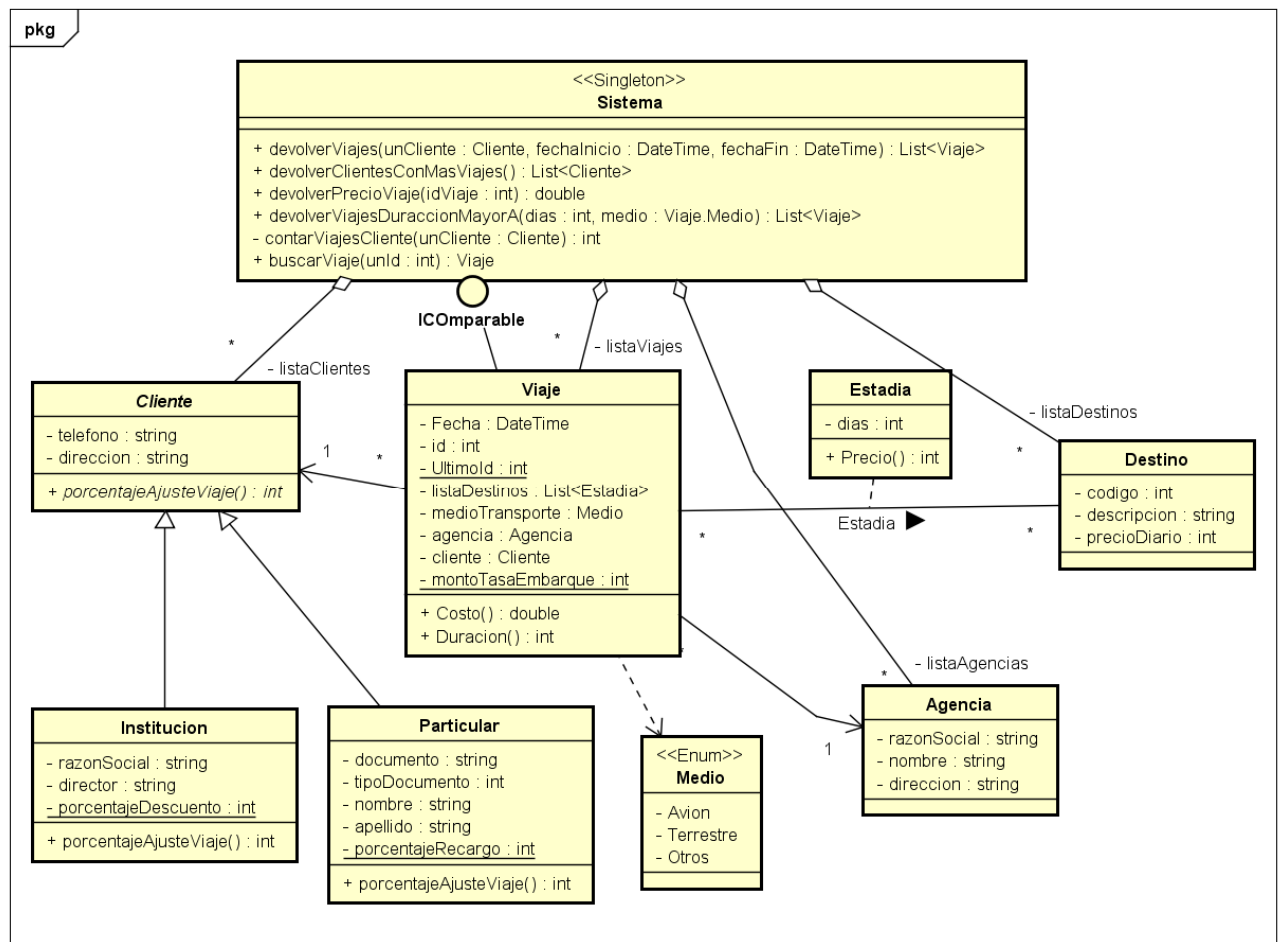 pkg
<<Singleton>>
Sistema
+ devolverViajes(unCliente : Cliente, fechaInicio : DateTime, fechaFin : DateTime) : List<Viaje>
+ devolverClientesConMasViajes() : List<Cliente>
+ devolverPrecioViaje(idViaje : int) : double
+ devolverViajesDuraccionMayorA(dias : int, medio : Viaje.Medio) : List<Viaje>
- contarViajesCliente(unCliente : Cliente) : int
+ buscarViaje(unId : int) : Viaje
ICOmparable
*
- listaClientes
*
- listaViajes
- listaDestinos
*
Cliente
- telefono : string
- direccion : string
+ porcentajeAjusteViaje() : int
1
*
Viaje
- Fecha : DateTime
- id : int
- UltimoId : int
- listaDestinos : List<Estadia>
- medioTransporte : Medio
- agencia : Agencia
- cliente : Cliente
- montoTasaEmbarque : int
+ Costo() : double
+ Duracion() : int
Estadia
- dias : int
+ Precio() : int
Estadia
*
*
Destino
- codigo : int
- descripcion : string
- precioDiario : int
*
1
*
- listaAgencias
Institucion
- razonSocial : string
- director : string
- porcentajeDescuento : int
+ porcentajeAjusteViaje() : int
Particular
- documento : string
- tipoDocumento : int
- nombre : string
- apellido : string
- porcentajeRecargo : int
+ porcentajeAjusteViaje() : int
<<Enum>>
Medio
- Avion
- Terrestre
- Otros
Agencia
- razonSocial : string
- nombre : string
- direccion : string